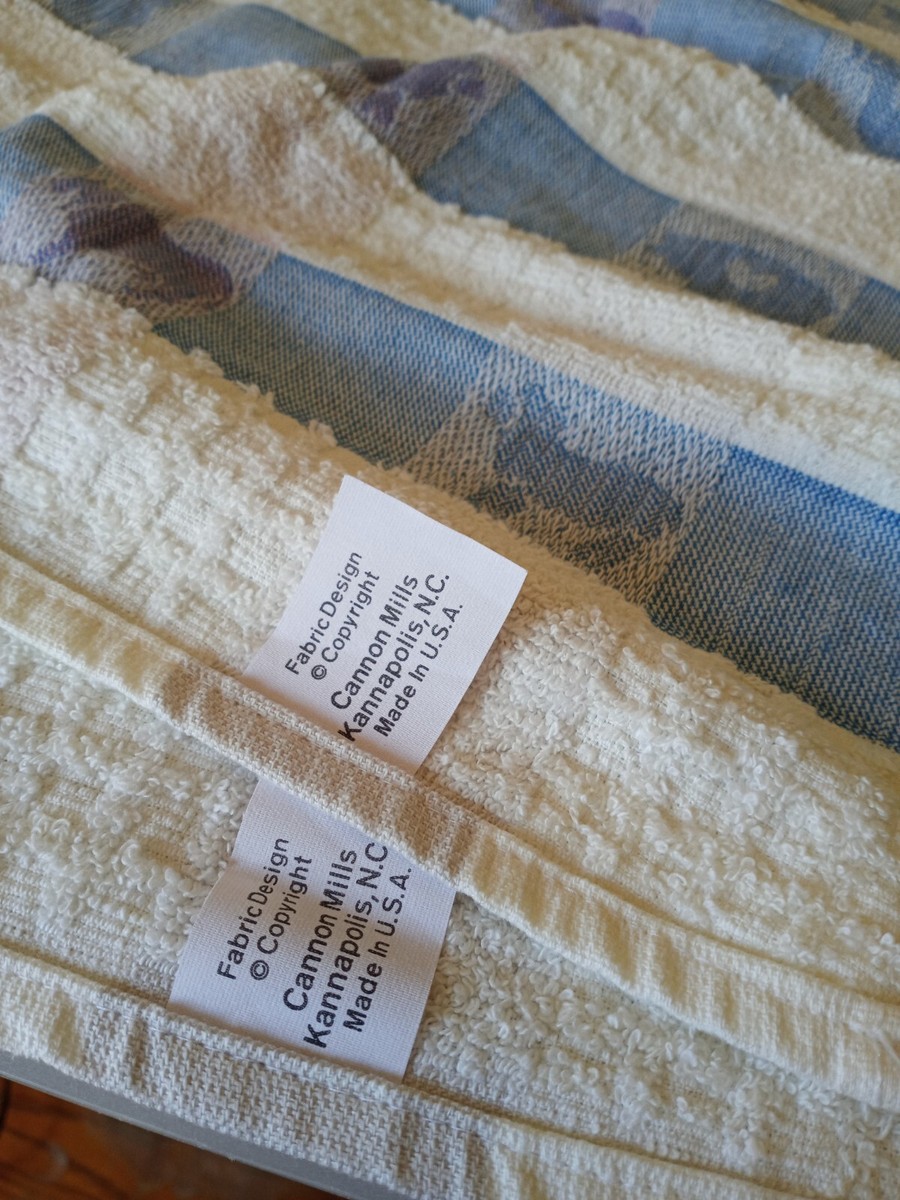 Fabric Design
© Copyright
Cannon Mills
Kannapolis, N.C.
Made In U.S.A.
Fabric Design
© Copyright
Cannon Mills
Kannapolis, N.C
Made In U.S.A.